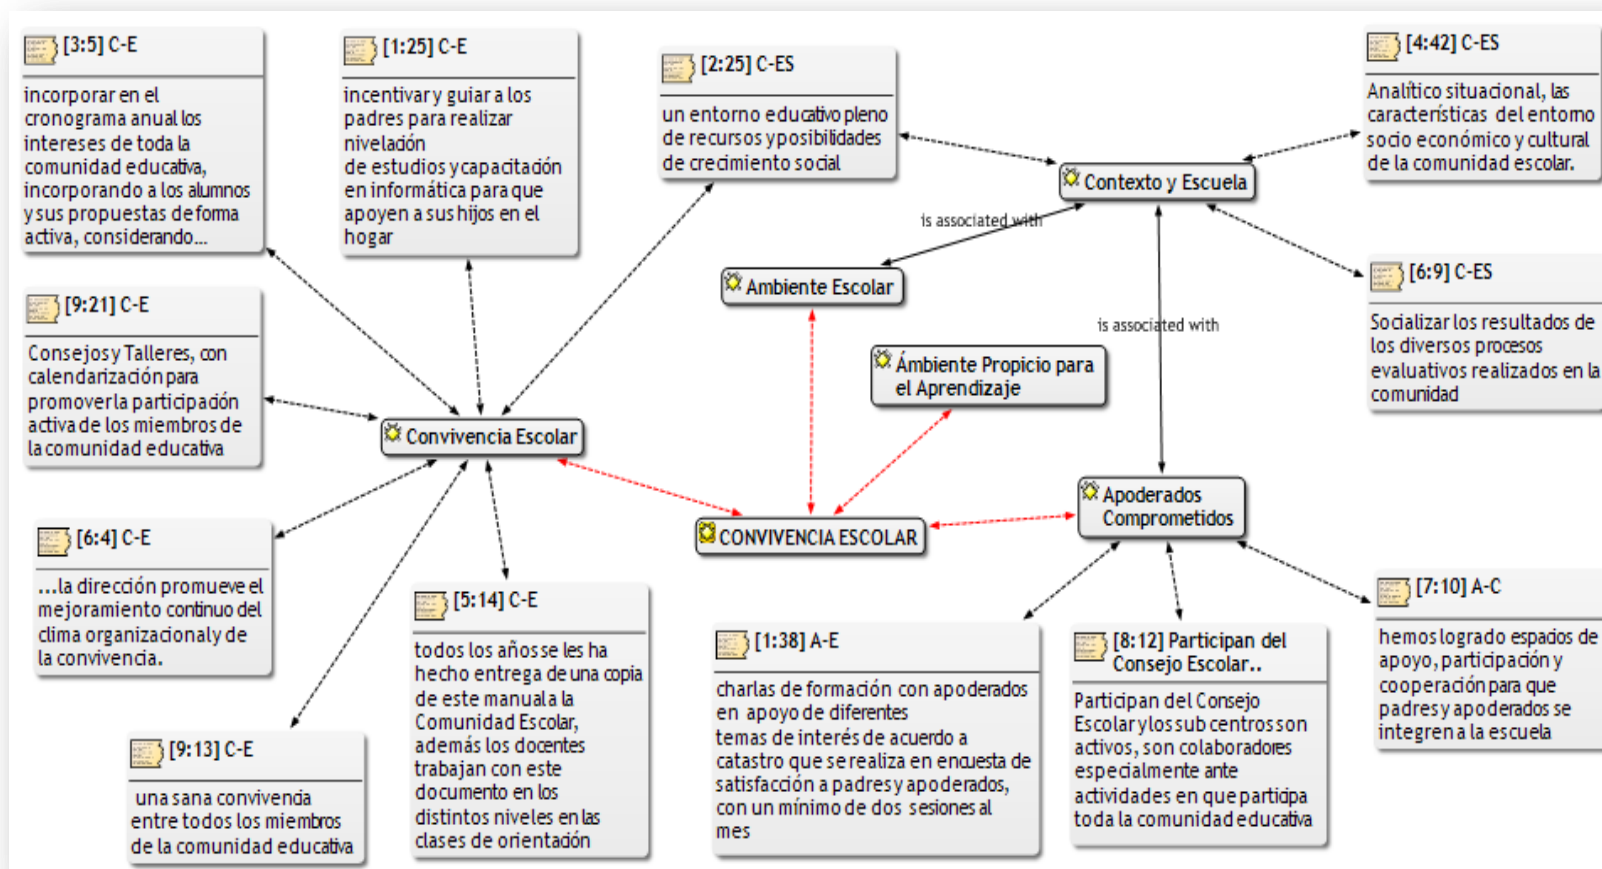 [3:5] C-E
incorporar en el
cronograma anual los
intereses de toda la
comunidad educativa,
incorporando a los alumnos
y sus propuestas de forma
activa, considerando...
[1:25] C-E
incentivar y guiar a los
padres para realizar
nivelación
de estudios y capacitación
en informática para que
apoyen a sus hijos en el
hogar
[2:25] C-ES
un entorno educativo pleno
de recursos y posibilidades
de crecimiento social
[4:42] C-ES
Analítico situacional, las
características del entorno
socio económico y cultural
de la comunidad escolar.
Contexto y Escuela
is associated with
Ambiente Escolar
[6:9] C-ES
Socializar los resultados de
los diversos procesos
evaluativos realizados en la
comunidad
is associated with
[9:21] C-E
Consejos y Talleres, con
calendarización para
promover la participación
activa de los miembros de
la comunidad educativa
Ámbiente Propicio para
el Aprendizaje
Convivencia Escolar
Apoderados
Comprometidos
CONVIVENCIA ESCOLAR
[6:4] C-E
...la dirección promueve el
mejoramiento continuo del
clima organizacional y de
la convivencia.
[5:14] C-E
todos los años se les ha
hecho entrega de una copia
de este manual a la
Comunidad Escolar,
además los docentes
trabajan con este
documento en los
distintos niveles en las
clases de orientación
[1:38] A-E
charlas de formación con apoderados
en apoyo de diferentes
temas de interés de acuerdo a
catastro que se realiza en encuesta de
satisfacción a padres y apoderados,
con un mínimo de dos sesiones al
mes
[8:12] Participan del
Consejo Escolar..
Participan del Consejo
Escolar y los sub centros son
activos, son colaboradores
especialmente ante
actividades en que participa
toda la comunidad educativa
[7:10] A-C
hemos logrado espacios de
apoyo, participación y
cooperación para que
padres y apoderados se
integren a la escuela
[9:13] C-E
una sana convivencia
entre todos los miembros
de la comunidad educativa